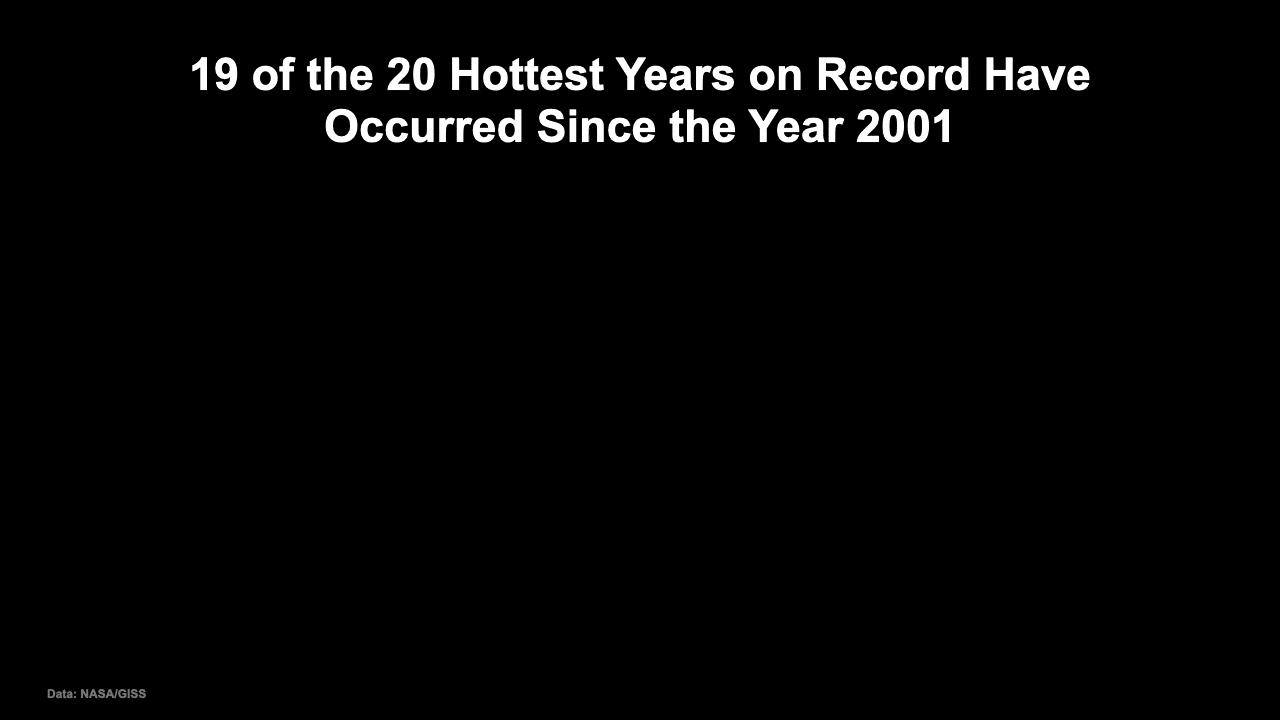 19 of the 20 Hottest Years on Record Have
Occurred Since the Year 2001
Data: NASA/GISS